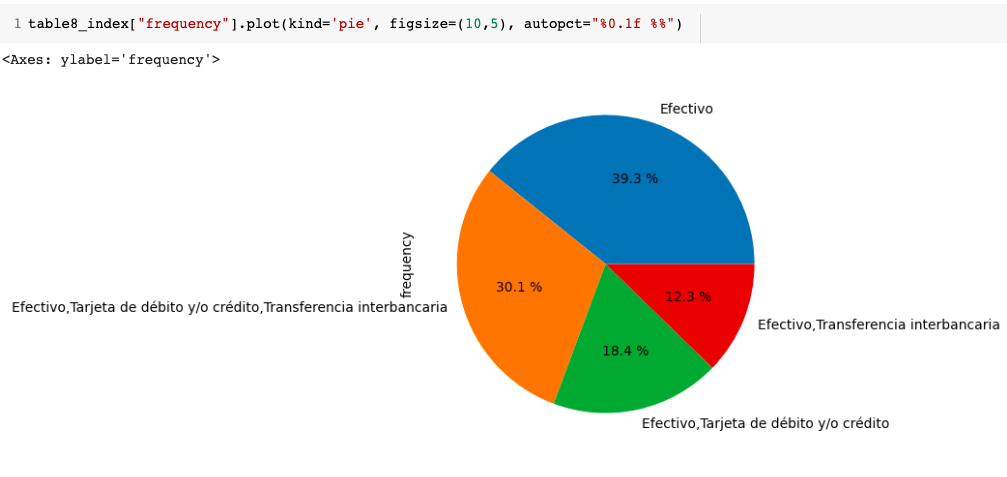 1 table8_index["frequency"].plot(kind='pie', figsize=(10,5), autopct="%0.1f %%")
<Axes: ylabel='frequency'>
Efectivo
39.3 %
frequency
30.1 %
12.3 %
Efectivo,Tarjeta de débito y/o crédito,Transferencia interbancaria
Efectivo,Transferencia interbancaria
18.4 %
Efectivo,Tarjeta de débito y/o crédito